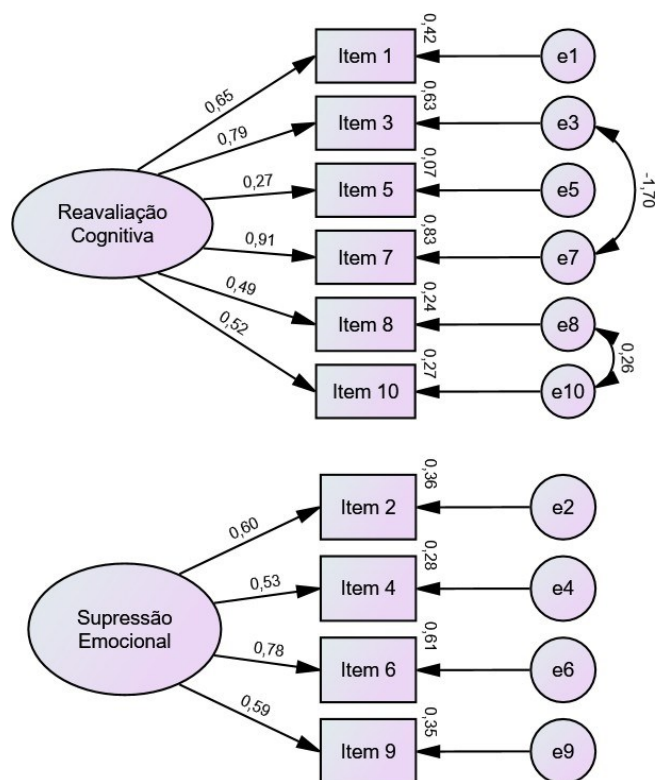 0,42
Item 1
e1
0,65
0,63
Item 3
e3
0,79
0,07
Item 5
e5
0,27
-1,70
Reavaliação
Cognitiva
0,83
Item 7
e7
0,91
0,24
Item 8
e8
0,49
0,26
0,27
Item 10
e10
0,52
0,36
Item 2
e2
0,60
0,28
Item 4
e4
0,53
Supressão
Emocional
0,61
Item 6
e6
0,78
0,35
Item 9
e9
0,59